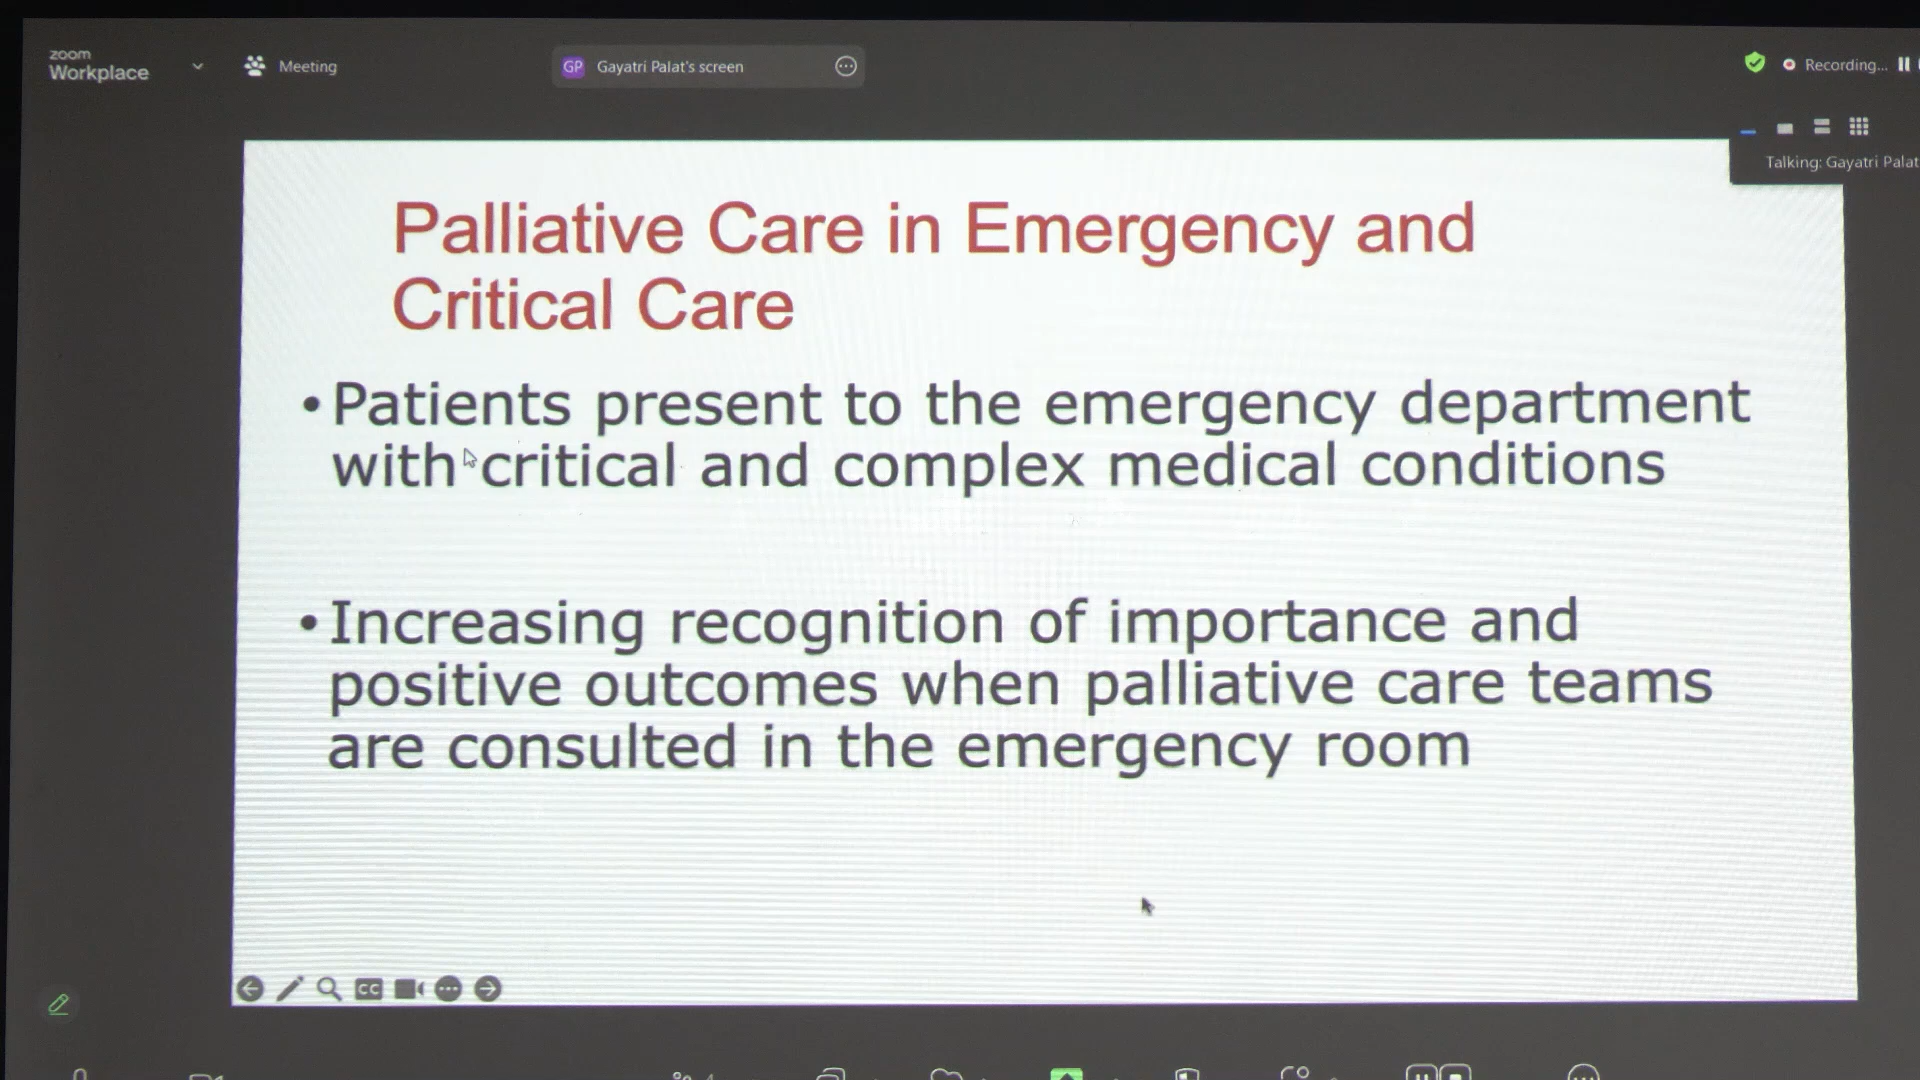 zoom
Workplace
Meeting
GP Gayatri Palat's screen
Recording...
Talking: Gayatri Palat
Palliative Care in Emergency and
Critical Care
•Patients present to the emergency department
with critical and complex medical conditions
•Increasing recognition of importance and
positive outcomes when palliative care teams
are consulted in the emergency room
CC